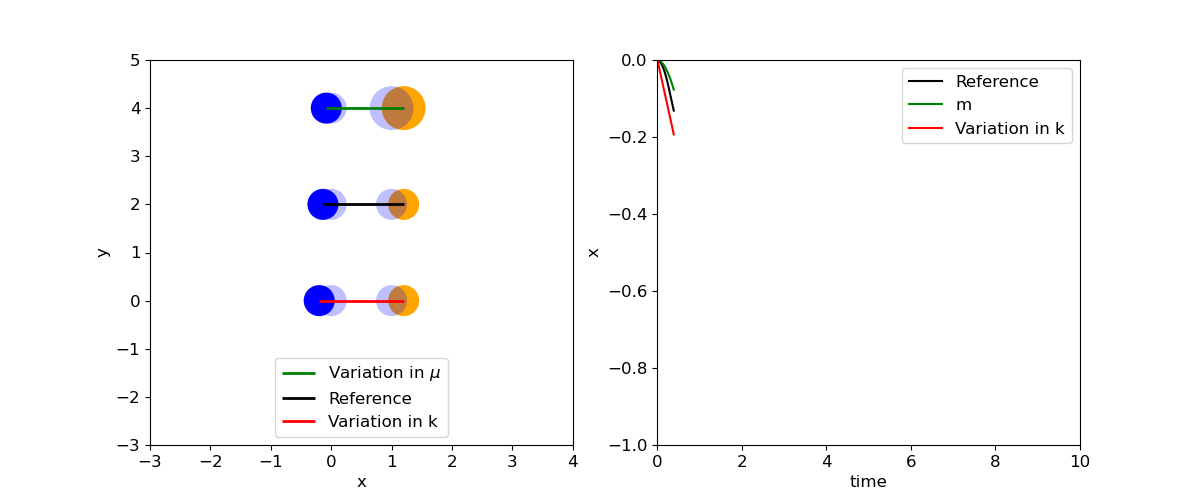 5
4
3
2
1
0
−1
−2
−3
y
−3 −2 −1 0 1 2 3 4
x
Variation in μ
Reference
Variation in k
0.0
−0.2
−0.4
−0.6
−0.8
−1.0
x
0 2 4 6 8 10
time
Reference
m
Variation in k